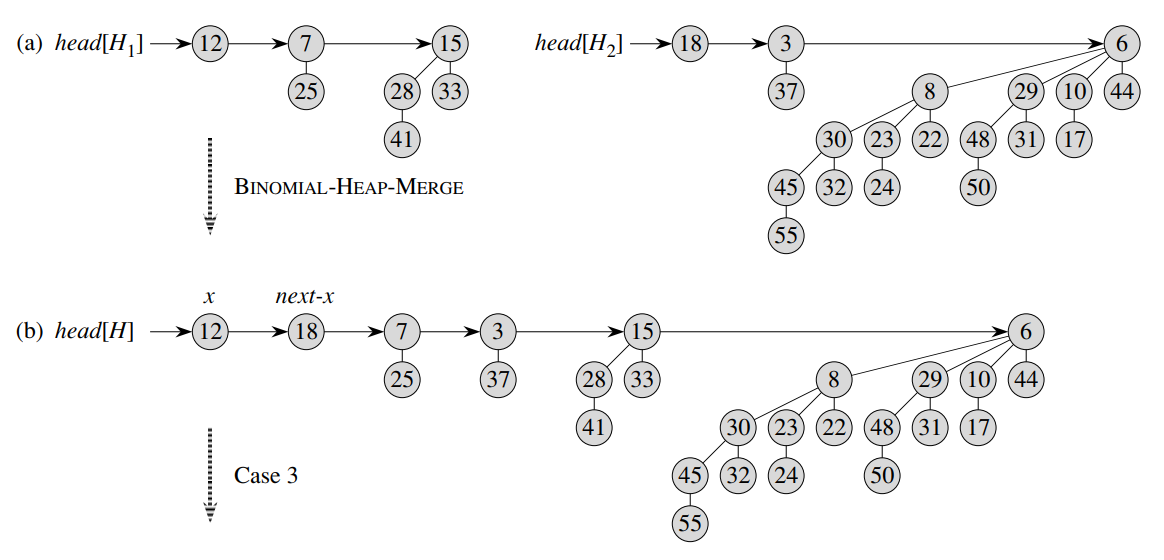 (a) head[H1] 12 7 15 head[H2] 18 3 6
25 28 33 37 8 29 10 44
41 30 23 22 48 31 17
BINOMIAL-HEAP-MERGE 45 32 24 50
55
x next-x
(b) head[H] 12 18 7 3 15 6
25 37 28 33 8 29 10 44
41 30 23 22 48 31 17
Case 3 45 32 24 50
55